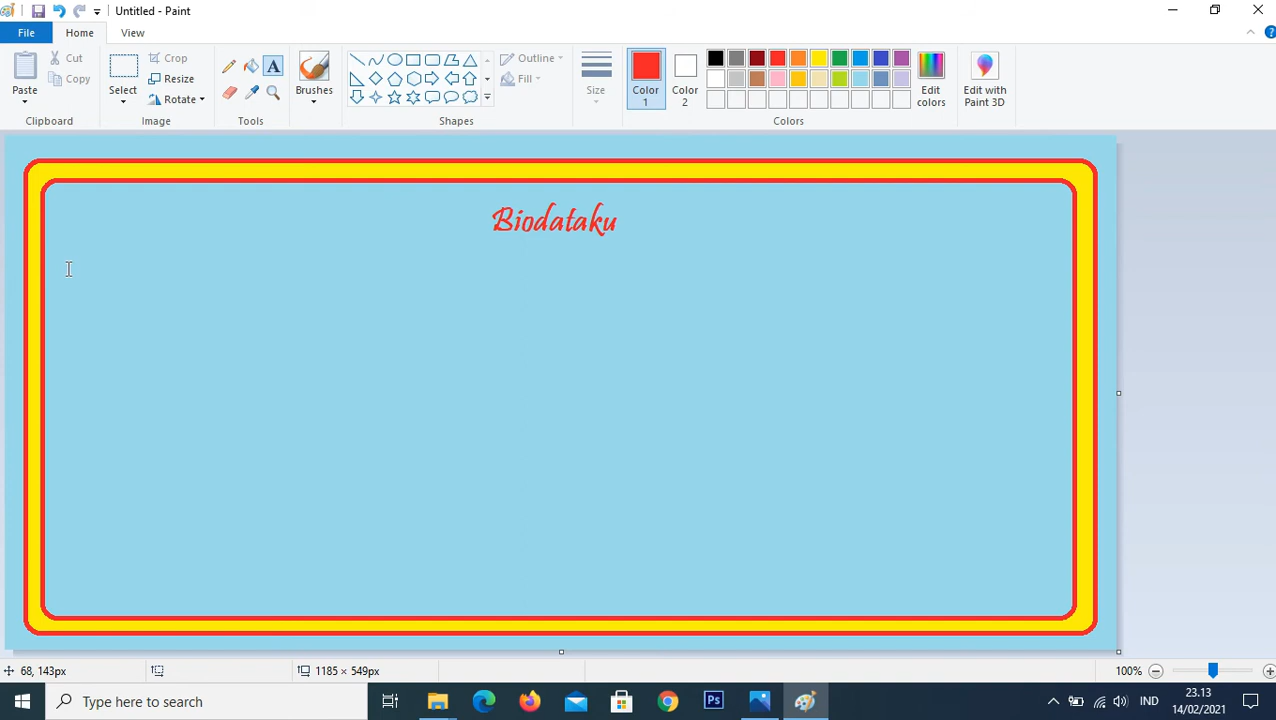 Untitled - Paint
File
Home
View
Paste
Cut
Copy
Clipboard
Select
Crop
Resize
Rotate
Image
A
Tools
Brushes
Outline
Fill
Shapes
Size
Color 1
Color 2
Edit colors
Colors
Edit with Paint 3D
Biodataku
68, 143px
1185 × 549px
100%
Type here to search
Ps
IND
23.13
14/02/2021